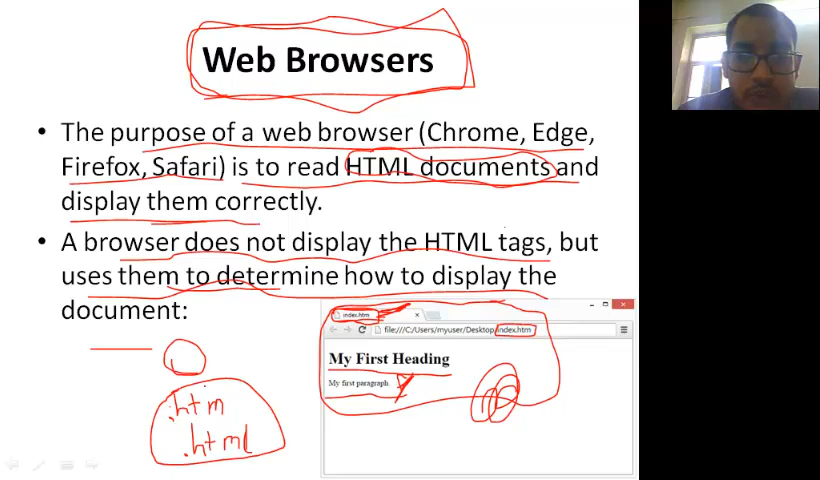 Web Browsers
• The purpose of a web browser (Chrome, Edge,
Firefox, Safari) is to read HTML documents and
display them correctly.
• A browser does not display the HTML tags, but
uses them to determine how to display the
document:
index.htm
file:///C:/Users/myuser/Desktop/index.htm
My First Heading
My first paragraph.
.htm
.html